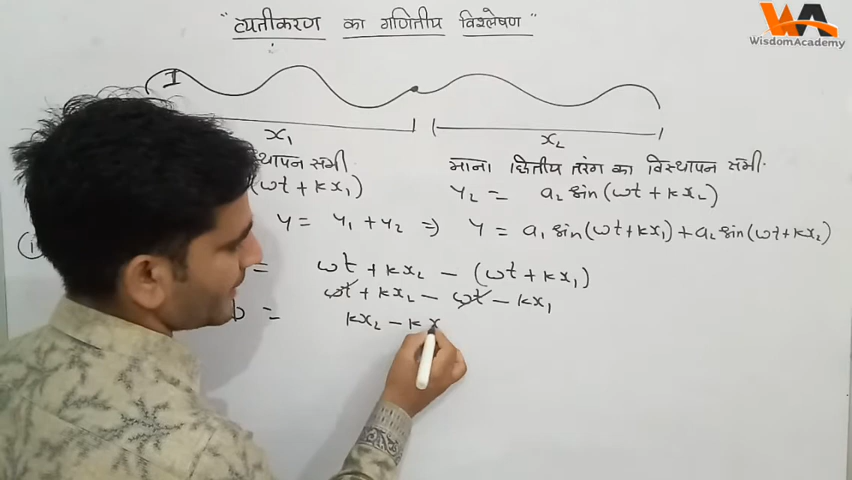 "व्यतीकरण का गणितीय विश्लेषण"
WA
WisdomAcademy
I
x₁
x₂
स्थापन समी.
माना द्वितीय तरंग का विस्थापन समी.
(ωt + kx₁)
y₂ = a₂ sin(ωt + kx₂)
y = y₁ + y₂ ⇒ y = a₁ sin(ωt+kx₁) + a₂ sin(ωt+kx₂)
= ωt + kx₂ - (ωt + kx₁)
ωt + kx₂ - ωt - kx₁
= kx₂ - kx